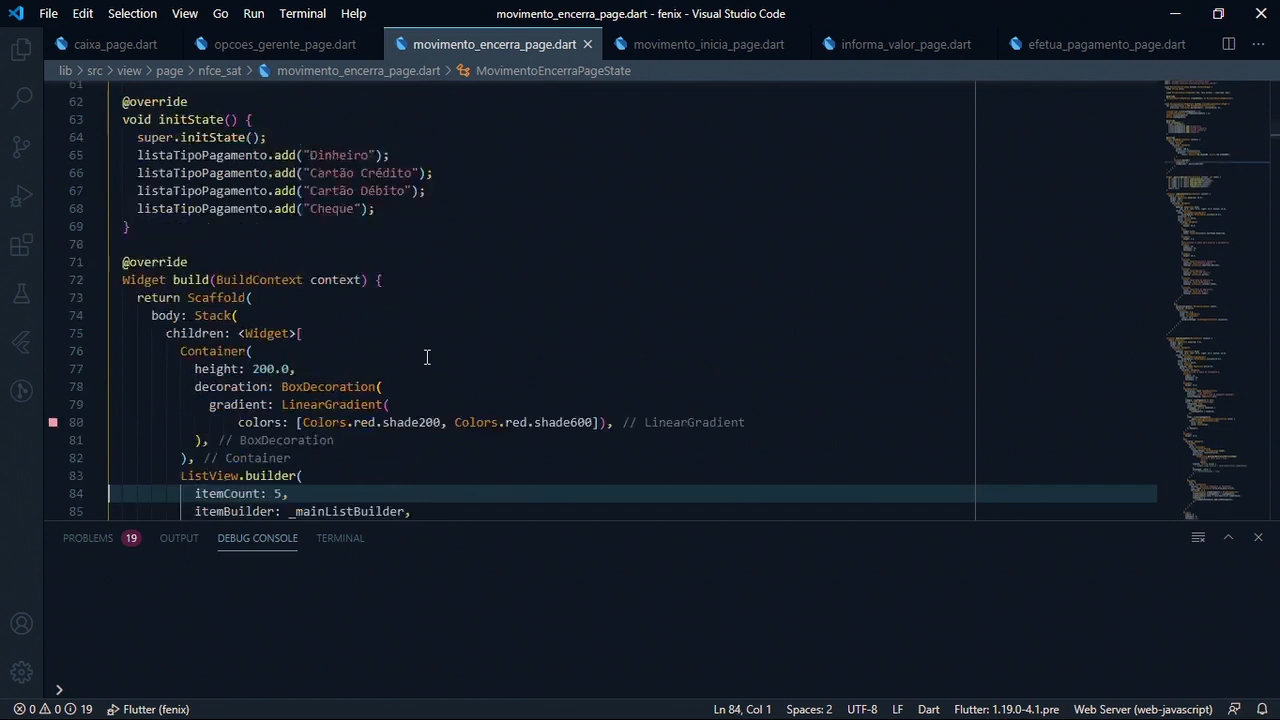 File Edit Selection View Go Run Terminal Help movimento_encerra_page.dart - fenix - Visual Studio Code
caixa_page.dart opcoes_gerente_page.dart movimento_encerra_page.dart movimento_inicia_page.dart informa_valor_page.dart efetua_pagamento_page.dart
lib > src > view > page > nfce_sat > movimento_encerra_page.dart > MovimentoEncerraPageState
61
62 @override
63 void initState() {
64 super.initState();
65 listaTipoPagamento.add("Dinheiro");
66 listaTipoPagamento.add("Cartão Crédito");
67 listaTipoPagamento.add("Cartão Débito");
68 listaTipoPagamento.add("Cheque");
69 }
70
71 @override
72 Widget build(BuildContext context) {
73 return Scaffold(
74 body: Stack(
75 children: <Widget>[
76 Container(
77 height: 200.0,
78 decoration: BoxDecoration(
79 gradient: LinearGradient(
80 colors: [Colors.red.shade200, Colors.red.shade600]), // LinearGradient
81 ), // BoxDecoration
82 ), // Container
83 ListView.builder(
84 itemCount: 5,
85 itemBuilder: _mainListBuilder,
PROBLEMS 19 OUTPUT DEBUG CONSOLE TERMINAL
>
0 0 19 Flutter (fenix) Ln 84, Col 1 Spaces: 2 UTF-8 LF Dart Flutter: 1.19.0-4.1.pre Web Server (web-javascript)